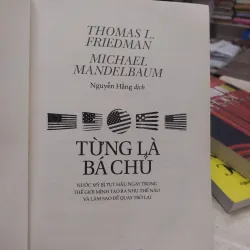 THOMAS L.
FRIEDMAN
MICHAEL
MANDELBAUM
Nguyễn Hằng dịch
TỪNG LÀ
BÁ CHỦ
NƯỚC MỸ BỊ TỤT HẬU NGAY TRONG
THẾ GIỚI MÌNH TẠO RA NHƯ THẾ NÀO
VÀ LÀM SAO ĐỂ QUAY TRỞ LẠI